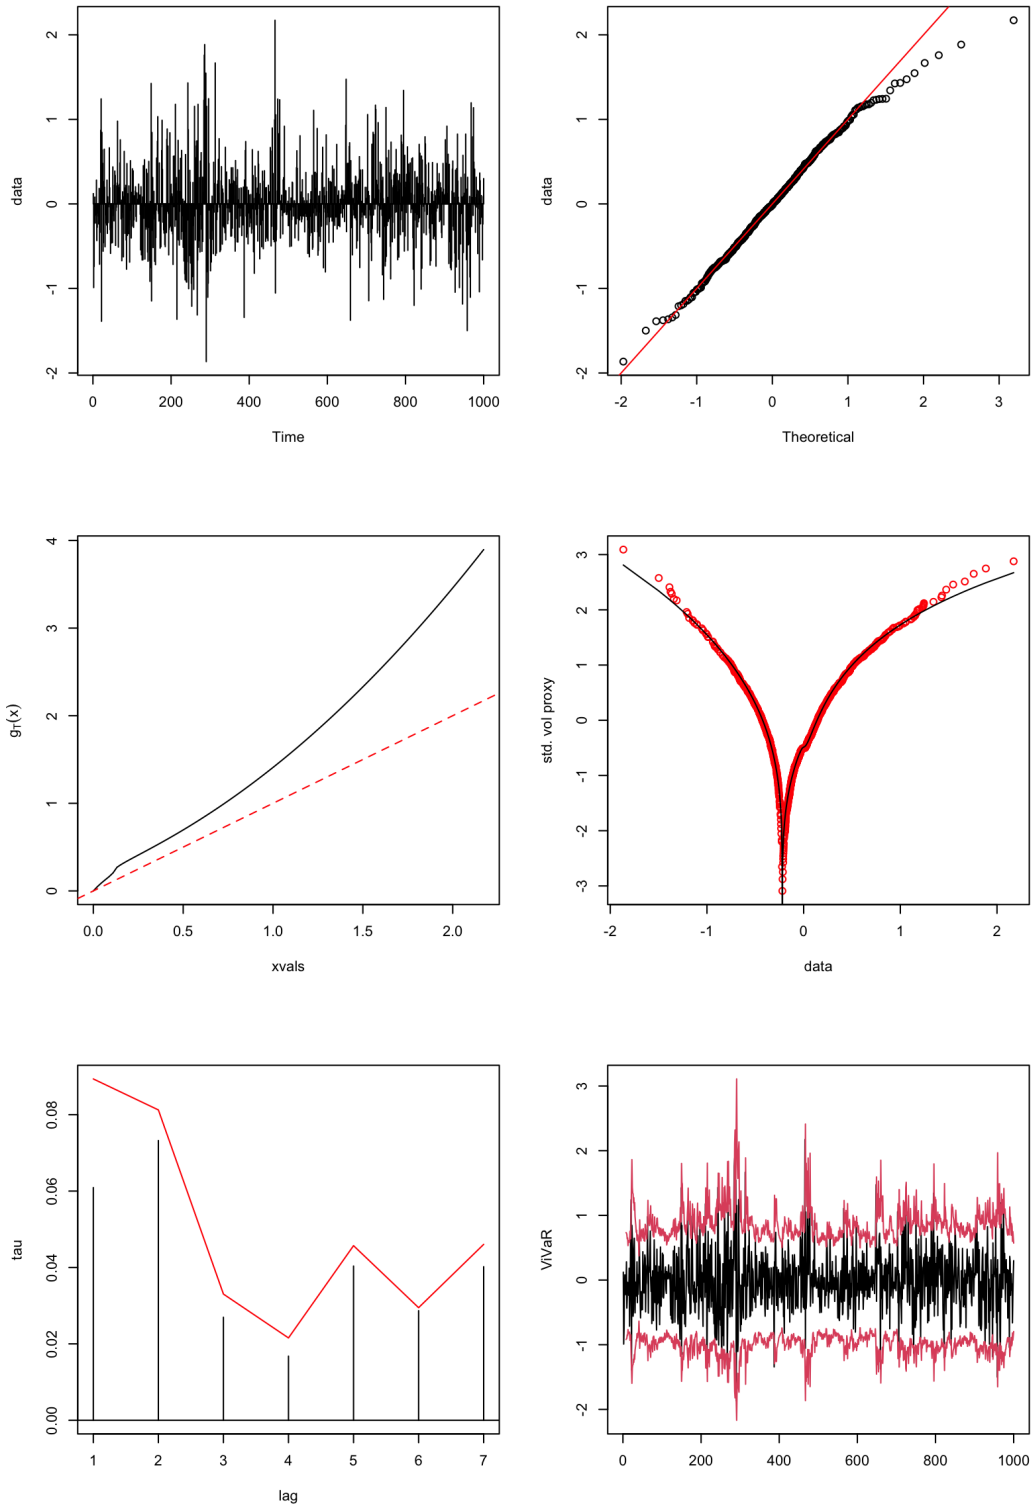 data
2
1
0
-1
-2
0 200 400 600 800 1000
Time
data
2
1
0
-1
-2
-2 -1 0 1 2 3
Theoretical
gT(x)
4
3
2
1
0
0.0 0.5 1.0 1.5 2.0
xvals
std. vol proxy
3
2
1
0
-1
-2
-3
-2 -1 0 1 2
data
tau
0.08
0.06
0.04
0.02
0.00
1 2 3 4 5 6 7
lag
ViVaR
3
2
1
0
-1
-2
0 200 400 600 800 1000